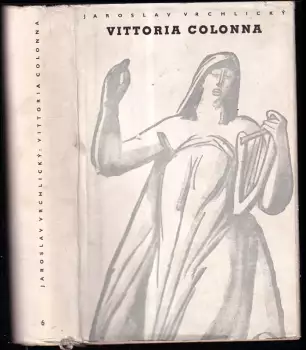 JAROSLAV VRCHLICKÝ
VITTORIA COLONNA
JAROSLAV VRCHLICKÝ: VITTORIA COLONNA
6